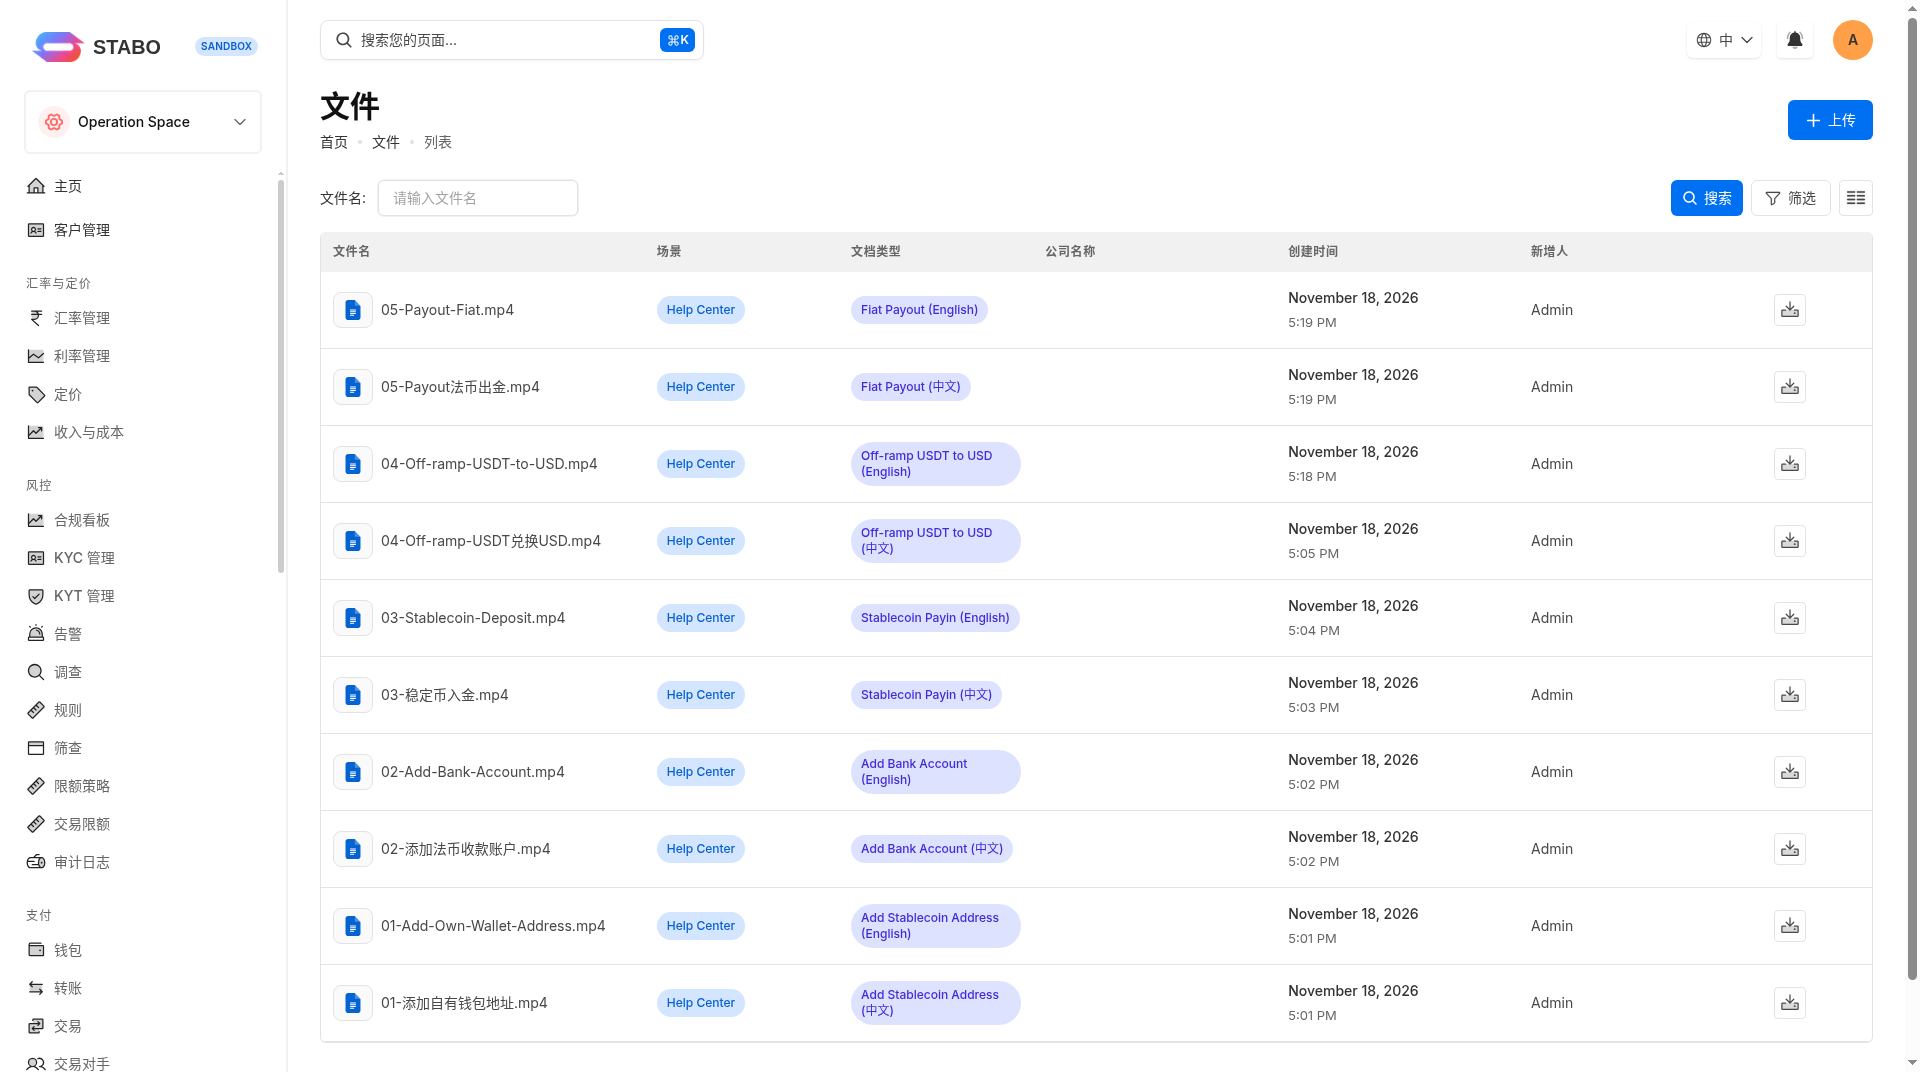 STABO
SANDBOX
Operation Space
主页
客户管理
汇率与定价
汇率管理
利率管理
定价
收入与成本
风控
合规看板
KYC 管理
KYT 管理
告警
调查
规则
筛查
限额策略
交易限额
审计日志
支付
钱包
转账
交易
交易对手
搜索您的页面...
⌘K
中
A
文件
首页 • 文件 • 列表
上传
文件名:
请输入文件名
搜索
筛选
文件名 场景 文档类型 公司名称 创建时间 新增人
05-Payout-Fiat.mp4 Help Center Fiat Payout (English) November 18, 2026 Admin
5:19 PM
05-Payout法币出金.mp4 Help Center Fiat Payout (中文) November 18, 2026 Admin
5:19 PM
04-Off-ramp-USDT-to-USD.mp4 Help Center Off-ramp USDT to USD November 18, 2026 Admin
(English) 5:18 PM
04-Off-ramp-USDT兑换USD.mp4 Help Center Off-ramp USDT to USD November 18, 2026 Admin
(中文) 5:05 PM
03-Stablecoin-Deposit.mp4 Help Center Stablecoin Payin (English) November 18, 2026 Admin
5:04 PM
03-稳定币入金.mp4 Help Center Stablecoin Payin (中文) November 18, 2026 Admin
5:03 PM
02-Add-Bank-Account.mp4 Help Center Add Bank Account November 18, 2026 Admin
(English) 5:02 PM
02-添加法币收款账户.mp4 Help Center Add Bank Account (中文) November 18, 2026 Admin
5:02 PM
01-Add-Own-Wallet-Address.mp4 Help Center Add Stablecoin Address November 18, 2026 Admin
(English) 5:01 PM
01-添加自有钱包地址.mp4 Help Center Add Stablecoin Address November 18, 2026 Admin
(中文) 5:01 PM